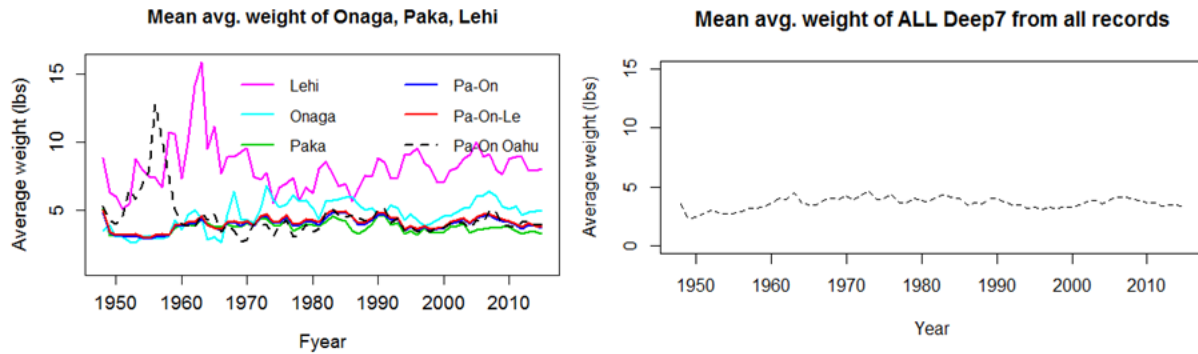 Mean avg. weight of Onaga, Paka, Lehi
Average weight (lbs)
15
10
5
Lehi
Onaga
Paka
Pa-On
Pa-On-Le
Pa-On Oahu
1950 1960 1970 1980 1990 2000 2010
Fyear
Mean avg. weight of ALL Deep7 from all records
Average weight (lbs)
15
10
5
0
1950 1960 1970 1980 1990 2000 2010
Year